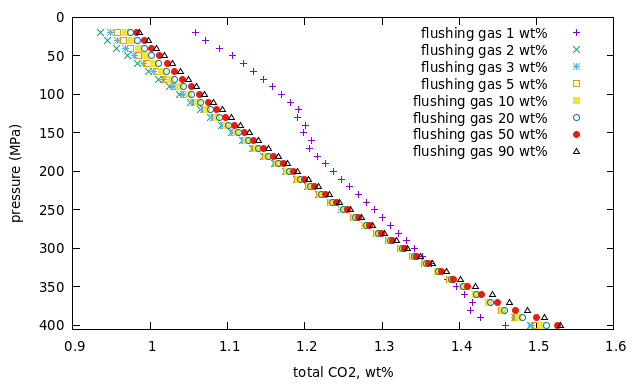 0
50
100
150
200
250
300
350
400
pressure (MPa)
flushing gas 1 wt%
flushing gas 2 wt%
flushing gas 3 wt%
flushing gas 5 wt%
flushing gas 10 wt%
flushing gas 20 wt%
flushing gas 50 wt%
flushing gas 90 wt%
0.9 1 1.1 1.2 1.3 1.4 1.5 1.6
total CO2, wt%